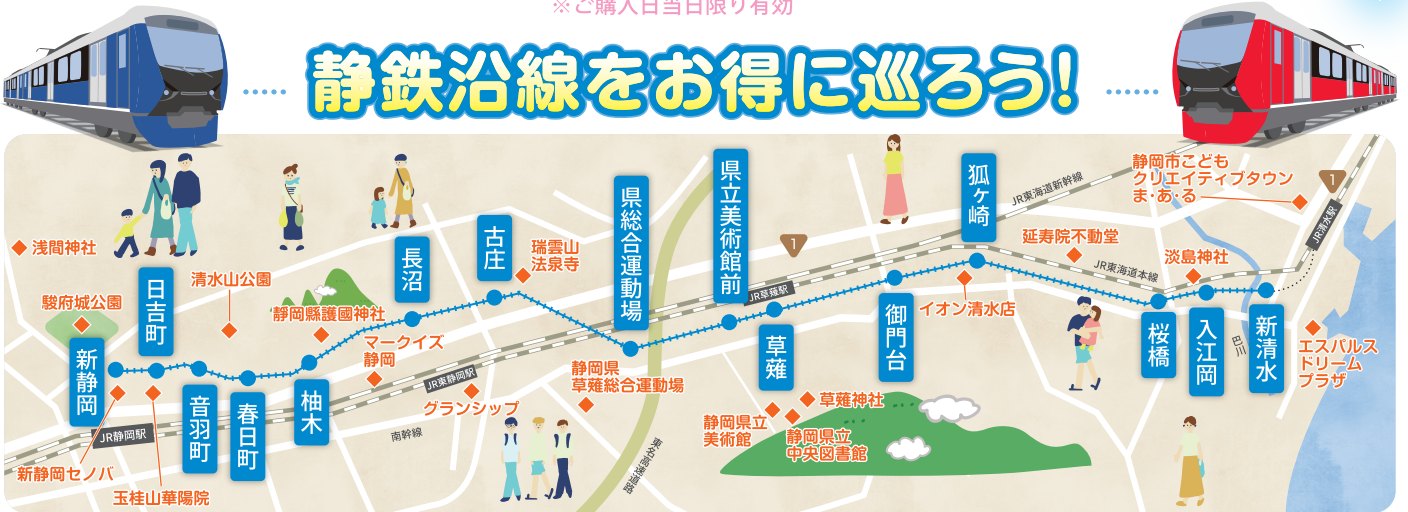 ※ご購入日当日限り有効
静鉄沿線をお得に巡ろう!
静岡市こども
クリエイティブタウン
ま・あ・る
1
JR清水駅
JR東海道新幹線
狐ヶ崎
延寿院不動堂
淡島神社
JR東海道本線
浅間神社
駿府城公園
日吉町
清水山公園
静岡縣護國神社
長沼
古庄
瑞雲山
法泉寺
県総合運動場
県立美術館前
1
JR草薙駅
御門台
イオン清水店
桜橋
入江岡
巴川
新清水
エスパルス
ドリーム
プラザ
新静岡
音羽町
春日町
柚木
マークイズ
静岡
JR東静岡駅
グランシップ
静岡県
草薙総合運動場
草薙
草薙神社
静岡県立
美術館
静岡県立
中央図書館
JR静岡駅
南幹線
東名高速道路
新静岡セノバ
玉桂山華陽院